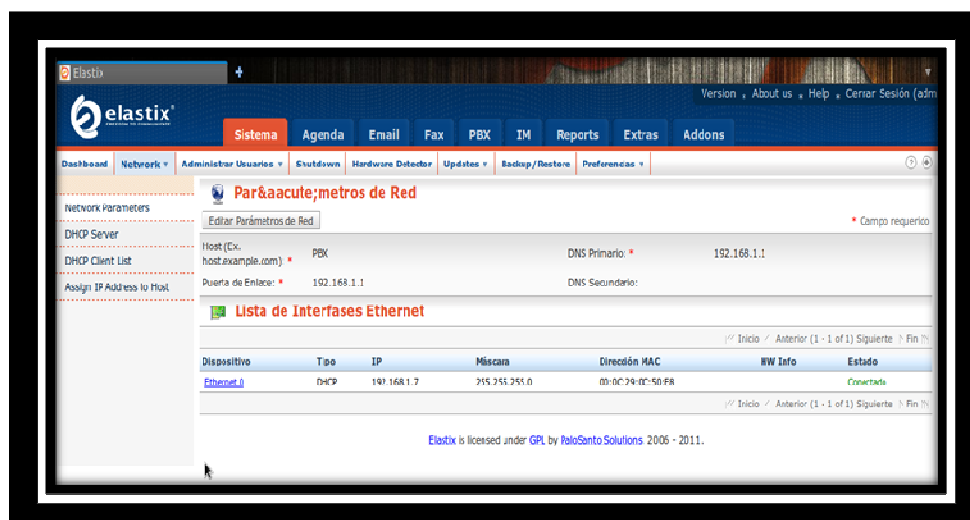 Elastix
Version About us Help Cerrar Sesión (adm
elastix
Sistema Agenda Email Fax PBX IM Reports Extras Addons
Dashboard Network Administrar Usuarios Shutdown Hardware Detector Updates Backup/Restore Preferencias
Par&aacute;metros de Red
Network Parameters
Editar Parámetros de Red
* Campo requerido
DHCP Server
Host (Ex. host.example.com) * PBX DNS Primario: * 192.168.1.1
DHCP Client List
Puerta de Enlace: * 192.168.1.1 DNS Secundario:
Assign IP Address to Host
Lista de Interfases Ethernet
Inicio Anterior (1 - 1 of 1) Siguiente Fin
Dispositivo Tipo IP Máscara Dirección MAC HW Info Estado
Ethernet 0 DHCP 192.168.1.7 255.255.255.0 00:0C:29:0C:50:F8 Conectado
Inicio Anterior (1 - 1 of 1) Siguiente Fin
Elastix is licensed under GPL by PaloSanto Solutions. 2006 - 2011.